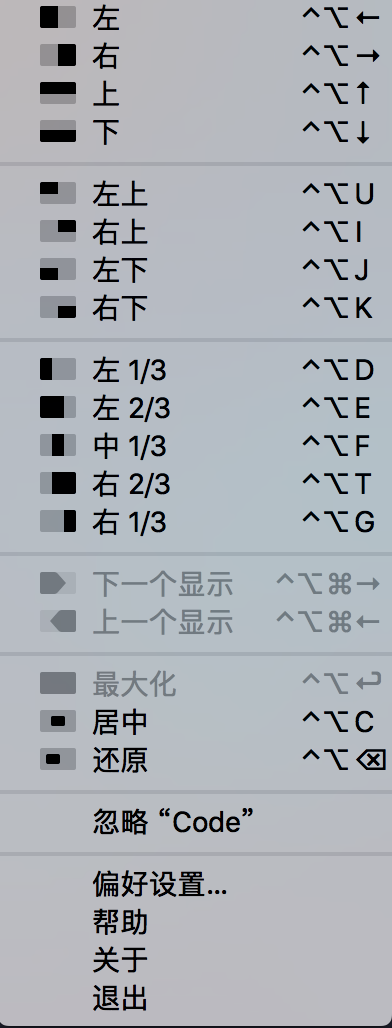 左 ^⌥←
右 ^⌥→
上 ^⌥↑
下 ^⌥↓
左上 ^⌥U
右上 ^⌥I
左下 ^⌥J
右下 ^⌥K
左 1/3 ^⌥D
左 2/3 ^⌥E
中 1/3 ^⌥F
右 2/3 ^⌥T
右 1/3 ^⌥G
下一个显示 ^⌥⌘→
上一个显示 ^⌥⌘←
最大化 ^⌥↩
居中 ^⌥C
还原 ^⌥⌫
忽略 “Code”
偏好设置…
帮助
关于
退出